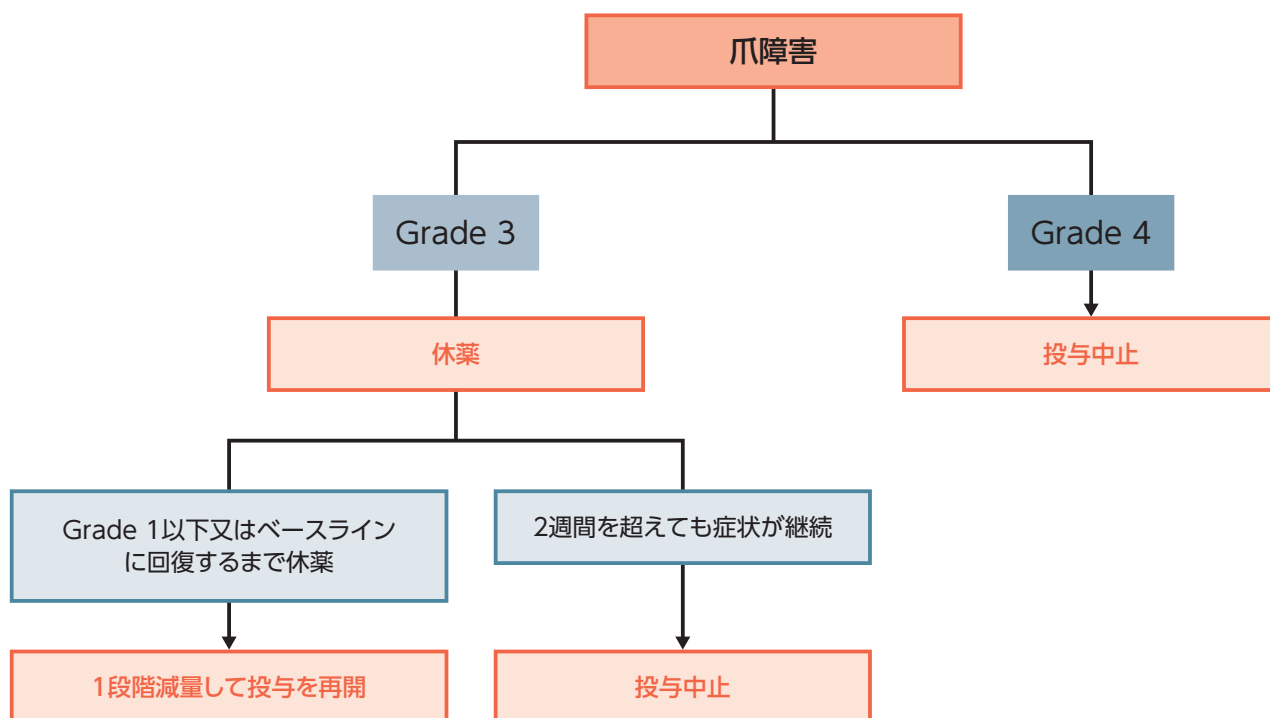 爪障害
Grade 3
Grade 4
休薬
投与中止
Grade 1以下又はベースライン
に回復するまで休薬
2週間を超えても症状が継続
1段階減量して投与を再開
投与中止